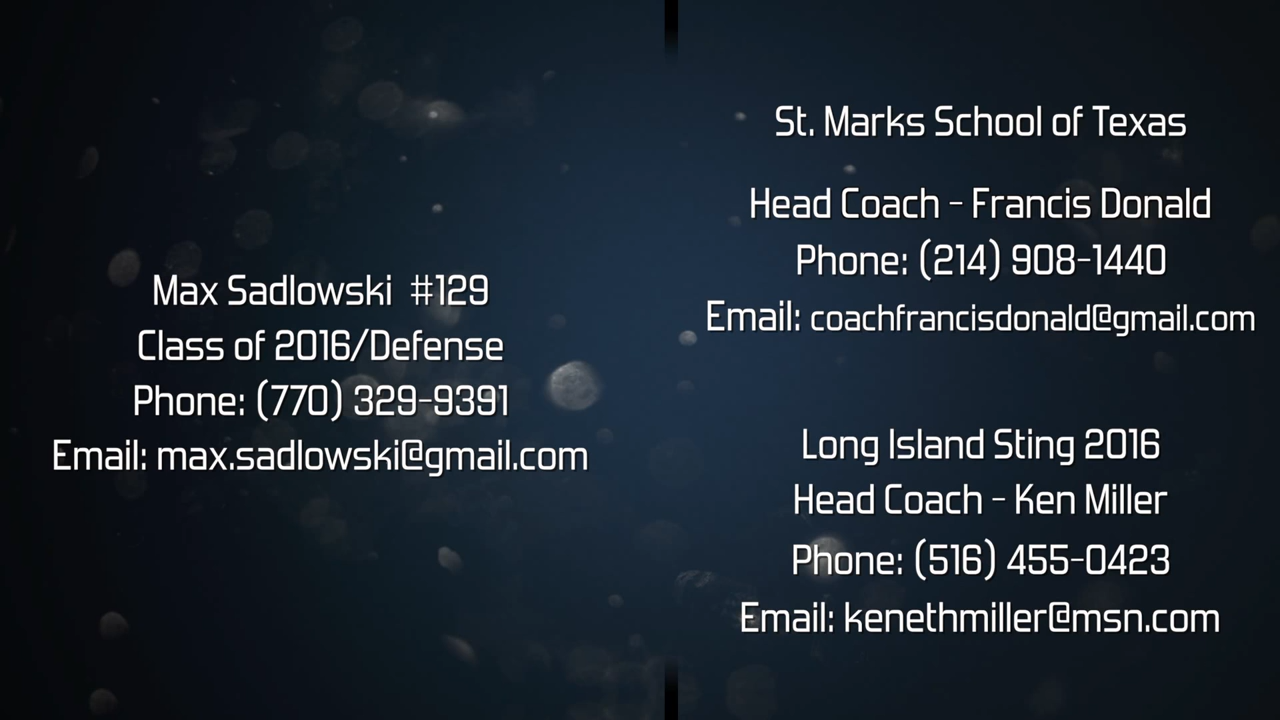 Max Sadlowski #129
Class of 2016/Defense
Phone: (770) 329-9391
Email: max.sadlowski@gmail.com
St. Marks School of Texas
Head Coach - Francis Donald
Phone: (214) 908-1440
Email: coachfrancisdonald@gmail.com
Long Island Sting 2016
Head Coach - Ken Miller
Phone: (516) 455-0423
Email: kenethmiller@msn.com